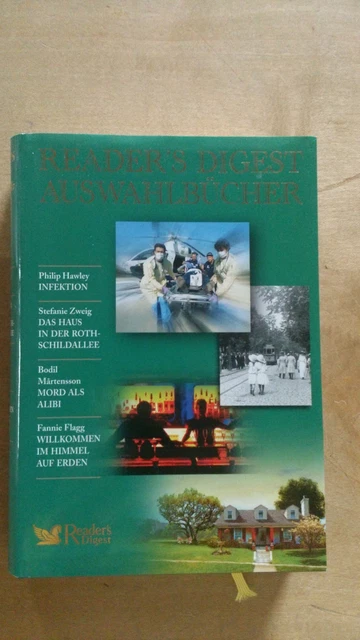 READER'S DIGEST
AUSWAHLBÜCHER
Philip Hawley
INFEKTION
Stefanie Zweig
DAS HAUS
IN DER ROTH-
SCHILDALLEE
Bodil
Mårtensson
MORD ALS
ALIBI
Fannie Flagg
WILLKOMMEN
IM HIMMEL
AUF ERDEN
Reader's
Digest